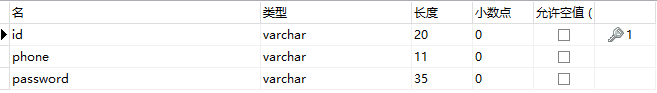 名 类型 长度 小数点 允许空值 (
id varchar 20 0 1
phone varchar 11 0
password varchar 35 0